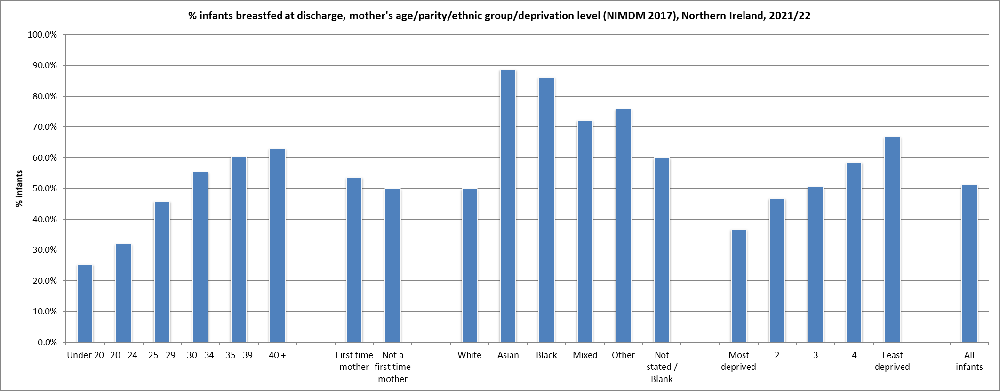 % infants breastfed at discharge, mother's age/parity/ethnic group/deprivation level (NIMDM 2017), Northern Ireland, 2021/22
100.0%
90.0%
80.0%
70.0%
60.0%
50.0%
40.0%
30.0%
20.0%
10.0%
0.0%
% infants
Under 20
20 - 24
25 - 29
30 - 34
35 - 39
40 +
First time
mother
Not a
first time
mother
White
Asian
Black
Mixed
Other
Not
stated /
Blank
Most
deprived
2
3
4
Least
deprived
All
infants